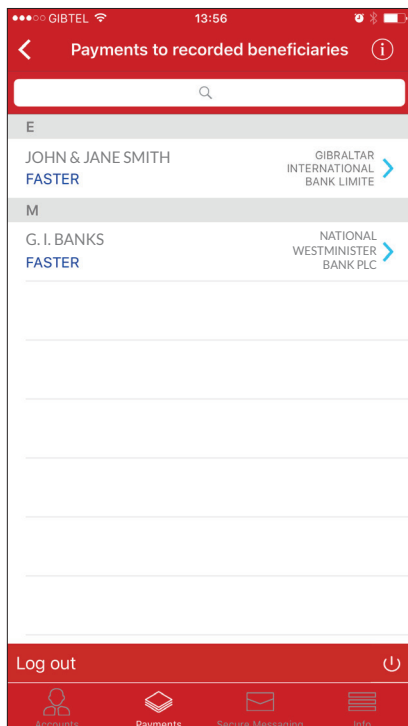 GIBTEL 13:56
Payments to recorded beneficiaries i
E
JOHN & JANE SMITH
FASTER
GIBRALTAR
INTERNATIONAL
BANK LIMITE
M
G. I. BANKS
FASTER
NATIONAL
WESTMINISTER
BANK PLC
Log out
Accounts Payments Secure Messaging Info